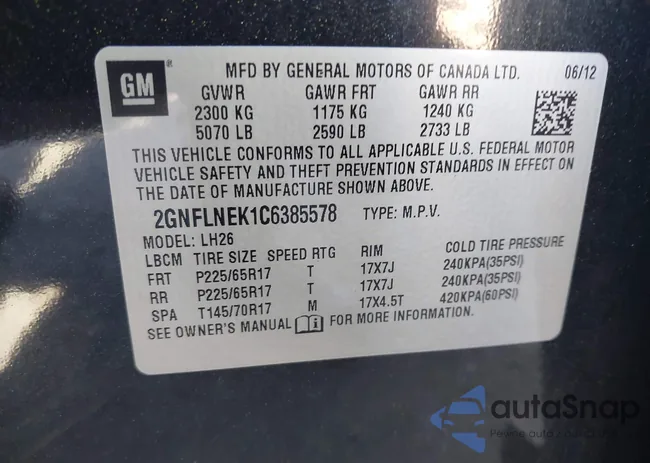 GM
MFD BY GENERAL MOTORS OF CANADA LTD. 06/12
GVWR GAWR FRT GAWR RR
2300 KG 1175 KG 1240 KG
5070 LB 2590 LB 2733 LB
THIS VEHICLE CONFORMS TO ALL APPLICABLE U.S. FEDERAL MOTOR
VEHICLE SAFETY AND THEFT PREVENTION STANDARDS IN EFFECT ON
THE DATE OF MANUFACTURE SHOWN ABOVE.
2GNFLNEK1C6385578 TYPE: M.P.V.
MODEL: LH26
LBCM TIRE SIZE SPEED RTG RIM COLD TIRE PRESSURE
FRT P225/65R17 T 17X7J 240KPA(35PSI)
RR P225/65R17 T 17X7J 240KPA(35PSI)
SPA T145/70R17 M 17X4.5T 420KPA(60PSI)
SEE OWNER'S MANUAL FOR MORE INFORMATION.
autaSnap